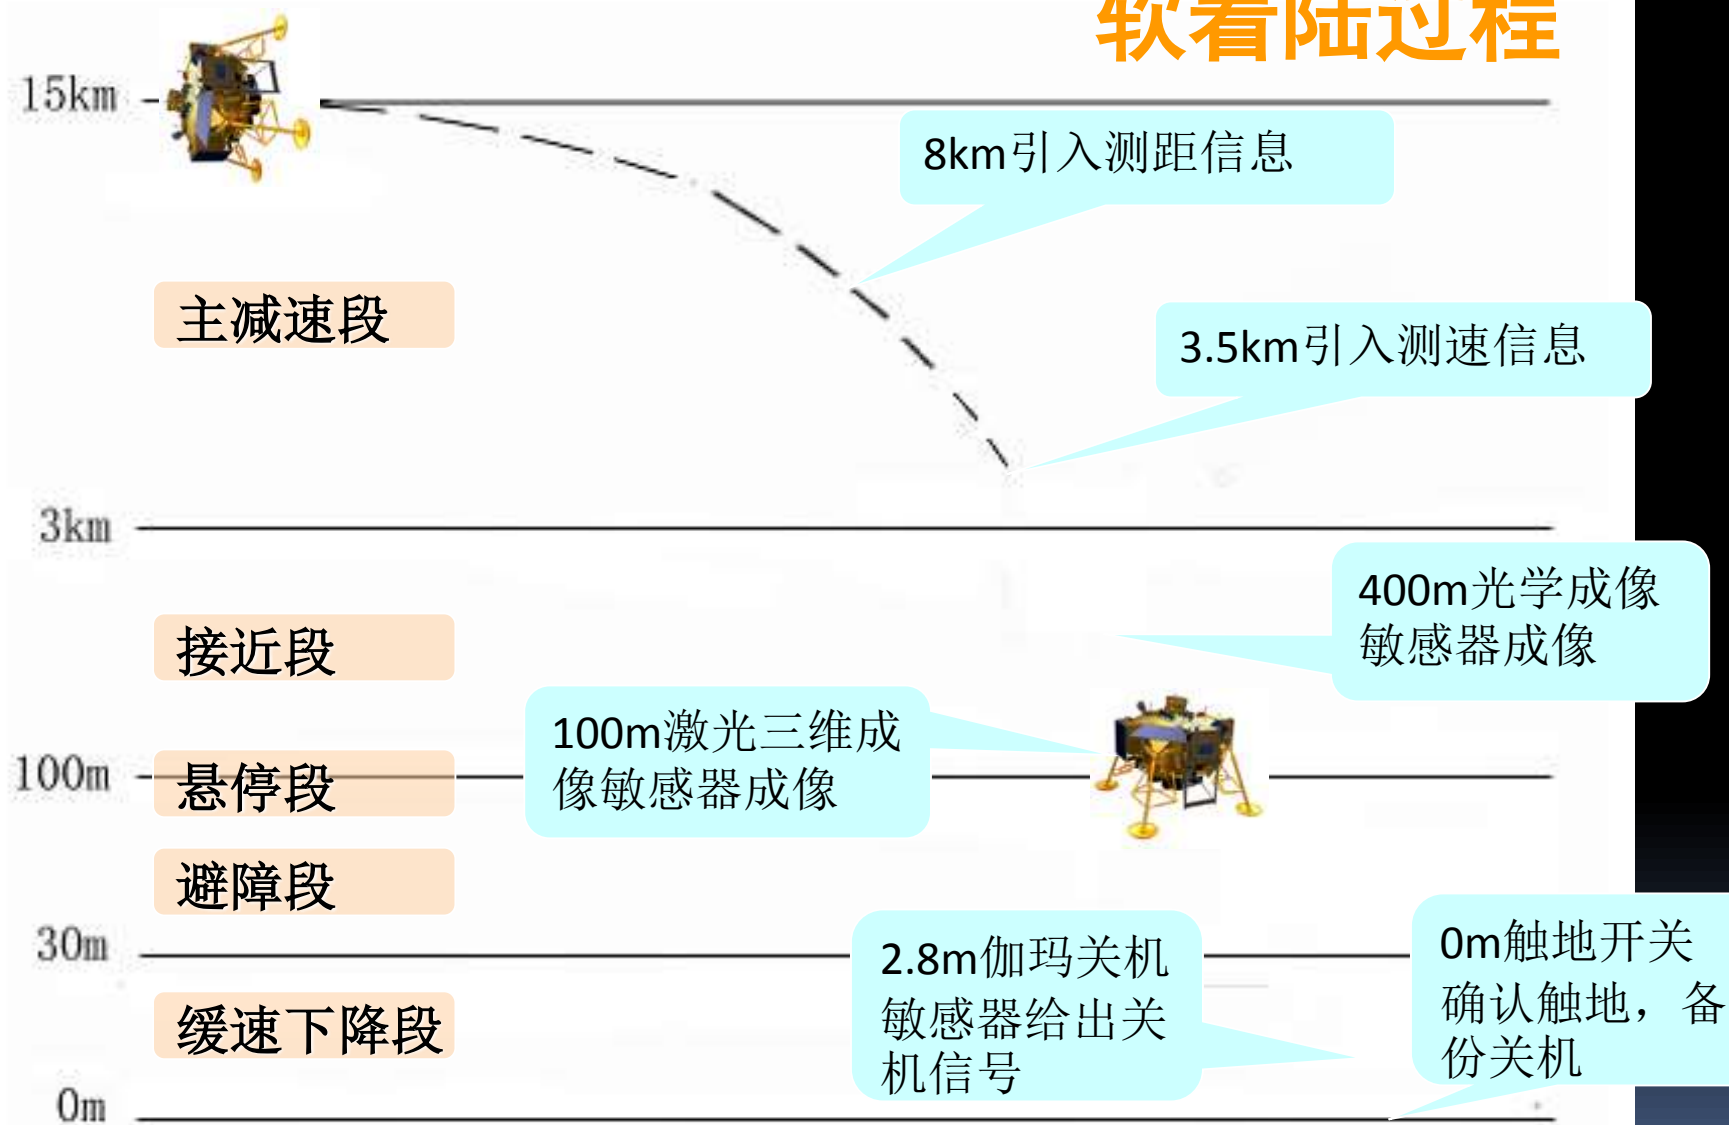 软着陆过程
15km
8km引入测距信息
主减速段
3.5km引入测速信息
3km
400m光学成像
敏感器成像
接近段
100m激光三维成
像敏感器成像
100m
悬停段
避障段
30m
2.8m伽玛关机
敏感器给出关
机信号
0m触地开关
确认触地，备
份关机
缓速下降段
0m